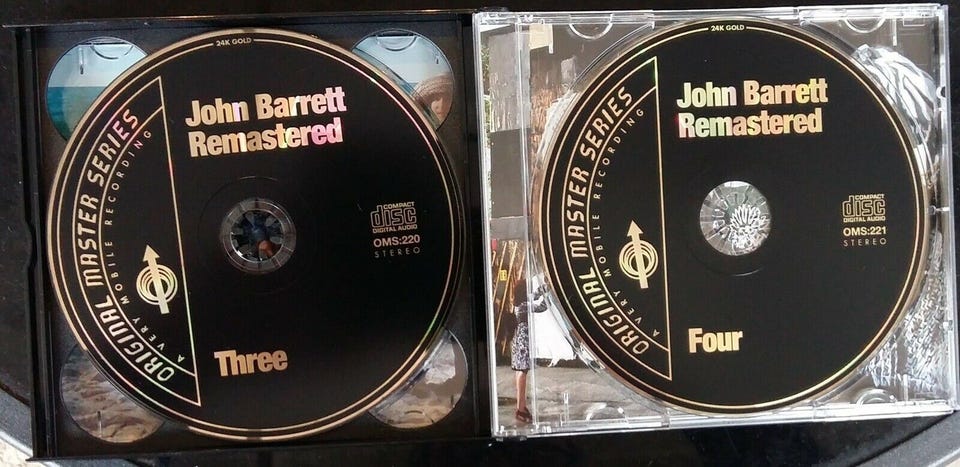 24K GOLD
John Barrett
Remastered
ORIGINAL MASTER SERIES
A VERY MOBILE RECORDING
COMPACT
disc
DIGITAL AUDIO
OMS:220
STEREO
Three
24K GOLD
John Barrett
Remastered
ORIGINAL MASTER SERIES
A VERY MOBILE RECORDING
COMPACT
disc
DIGITAL AUDIO
OMS:221
STEREO
Four